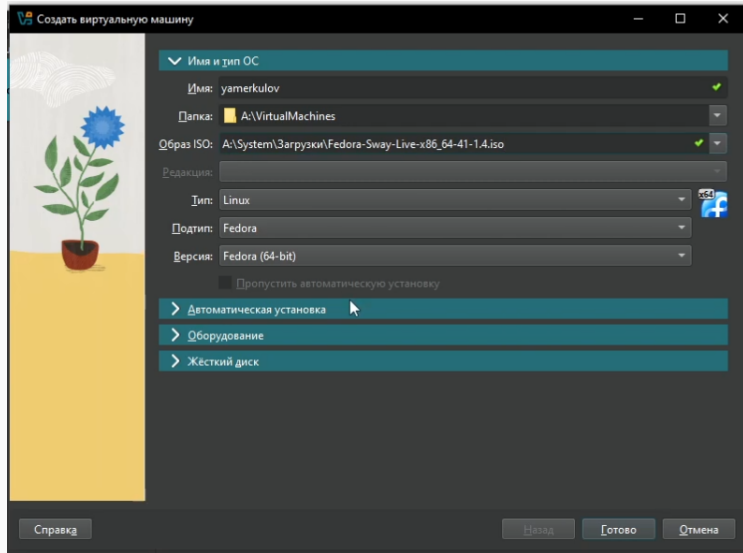 Создать виртуальную машину
Имя и тип ОС
Имя: yamerkulov
Папка: A:\VirtualMachines
Образ ISO: A:\System\Загрузки\Fedora-Sway-Live-x86_64-41-1.4.iso
Редакция:
x64
Тип: Linux
Подтип: Fedora
Версия: Fedora (64-bit)
Пропустить автоматическую установку
Автоматическая установка
Оборудование
Жёсткий диск
Справка Назад Готово Отмена